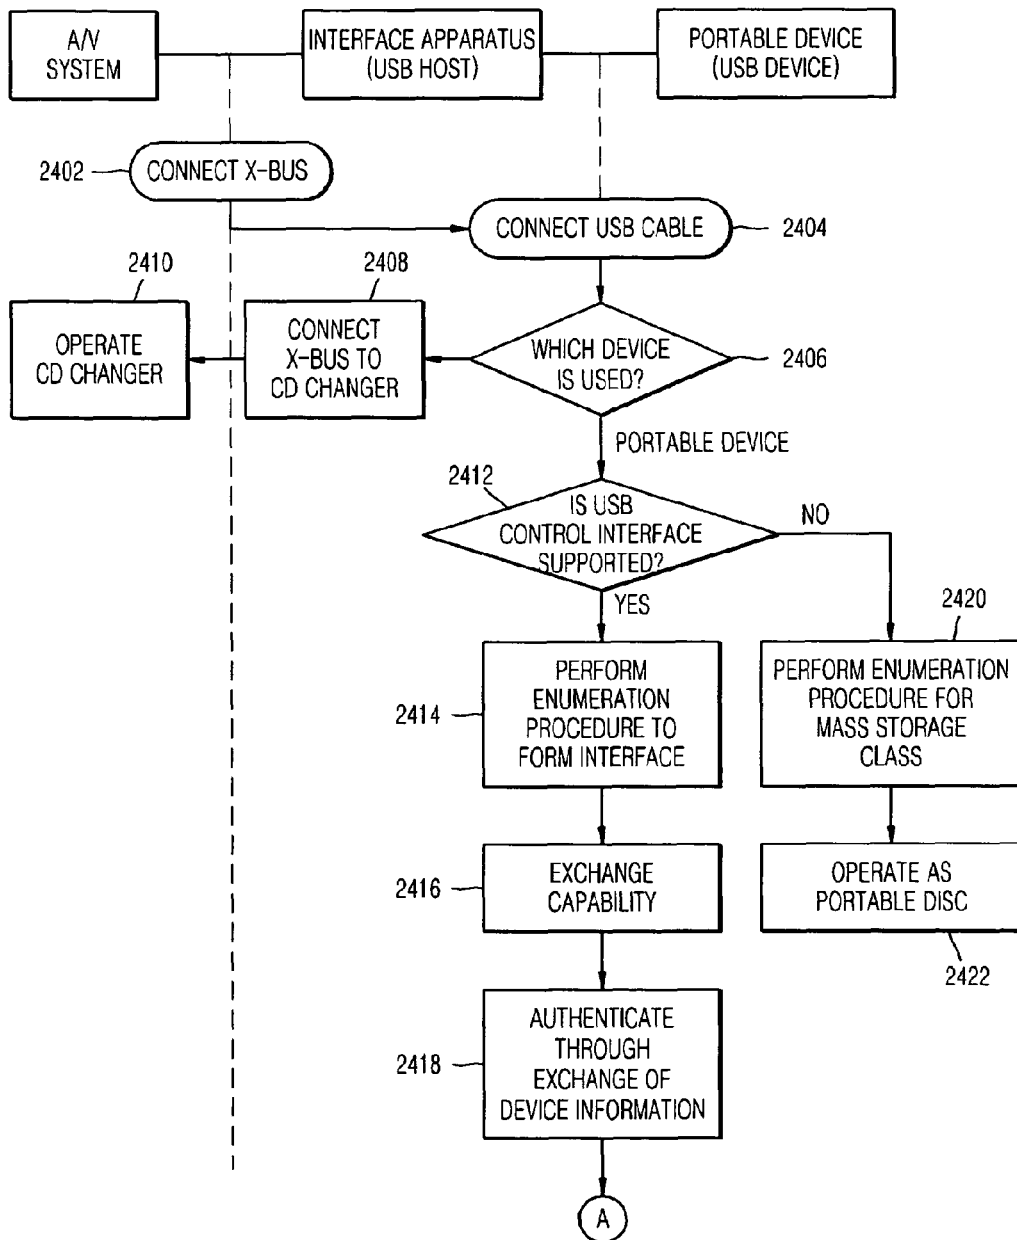 A/V
SYSTEM
INTERFACE APPARATUS
(USB HOST)
PORTABLE DEVICE
(USB DEVICE)
2402
CONNECT X-BUS
CONNECT USB CABLE
2404
2410
2408
OPERATE
CD CHANGER
CONNECT
X-BUS TO
CD CHANGER
WHICH DEVICE
IS USED?
2406
PORTABLE DEVICE
2412
IS USB
CONTROL INTERFACE
SUPPORTED?
NO
YES
2420
2414
PERFORM
ENUMERATION
PROCEDURE TO
FORM INTERFACE
PERFORM ENUMERATION
PROCEDURE FOR
MASS STORAGE
CLASS
2416
EXCHANGE
CAPABILITY
OPERATE AS
PORTABLE DISC
2422
2418
AUTHENTICATE
THROUGH
EXCHANGE OF
DEVICE INFORMATION
A